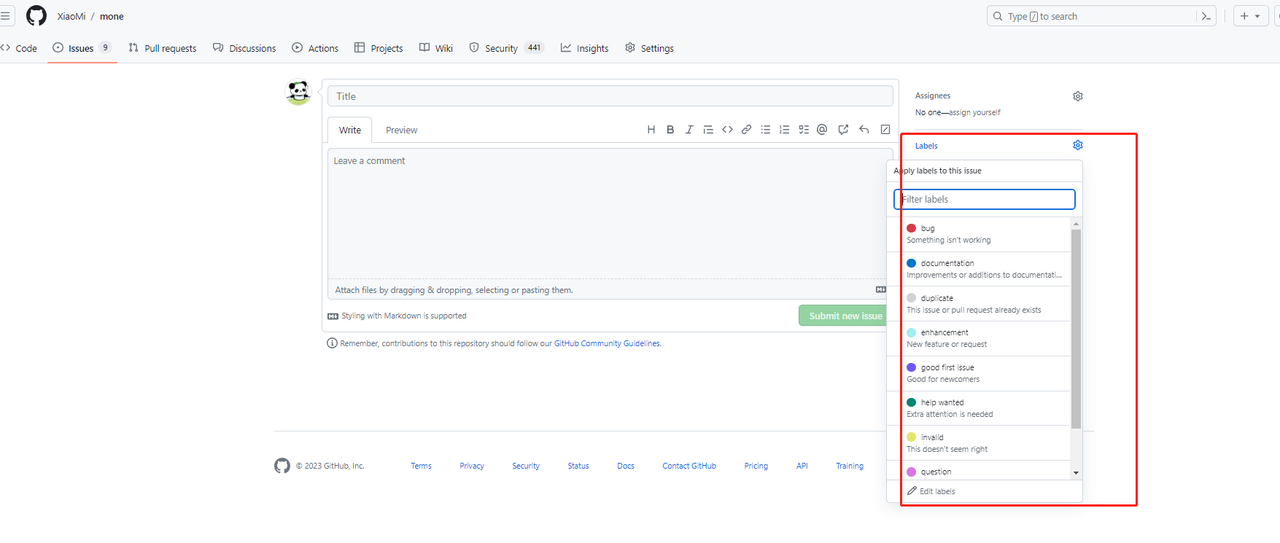 XiaoMi / mone
Type / to search
Code
Issues 9
Pull requests
Discussions
Actions
Projects
Wiki
Security 441
Insights
Settings
Title
Write
Preview
Leave a comment
Attach files by dragging & dropping, selecting or pasting them.
Styling with Markdown is supported
Submit new issue
Remember, contributions to this repository should follow our GitHub Community Guidelines.
Assignees
No one—assign yourself
Labels
Apply labels to this issue
Filter labels
bug
Something isn't working
documentation
Improvements or additions to documentati...
duplicate
This issue or pull request already exists
enhancement
New feature or request
good first issue
Good for newcomers
help wanted
Extra attention is needed
invalid
This doesn't seem right
question
Edit labels
© 2023 GitHub, Inc.
Terms
Privacy
Security
Status
Docs
Contact GitHub
Pricing
API
Training